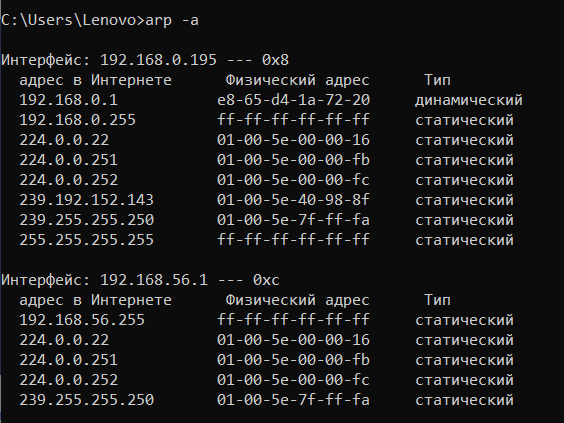 C:\Users\Lenovo>arp -a
Интерфейс: 192.168.0.195 --- 0x8
адрес в Интернете Физический адрес Тип
192.168.0.1 e8-65-d4-1a-72-20 динамический
192.168.0.255 ff-ff-ff-ff-ff-ff статический
224.0.0.22 01-00-5e-00-00-16 статический
224.0.0.251 01-00-5e-00-00-fb статический
224.0.0.252 01-00-5e-00-00-fc статический
239.192.152.143 01-00-5e-40-98-8f статический
239.255.255.250 01-00-5e-7f-ff-fa статический
255.255.255.255 ff-ff-ff-ff-ff-ff статический
Интерфейс: 192.168.56.1 --- 0xc
адрес в Интернете Физический адрес Тип
192.168.56.255 ff-ff-ff-ff-ff-ff статический
224.0.0.22 01-00-5e-00-00-16 статический
224.0.0.251 01-00-5e-00-00-fb статический
224.0.0.252 01-00-5e-00-00-fc статический
239.255.255.250 01-00-5e-7f-ff-fa статический